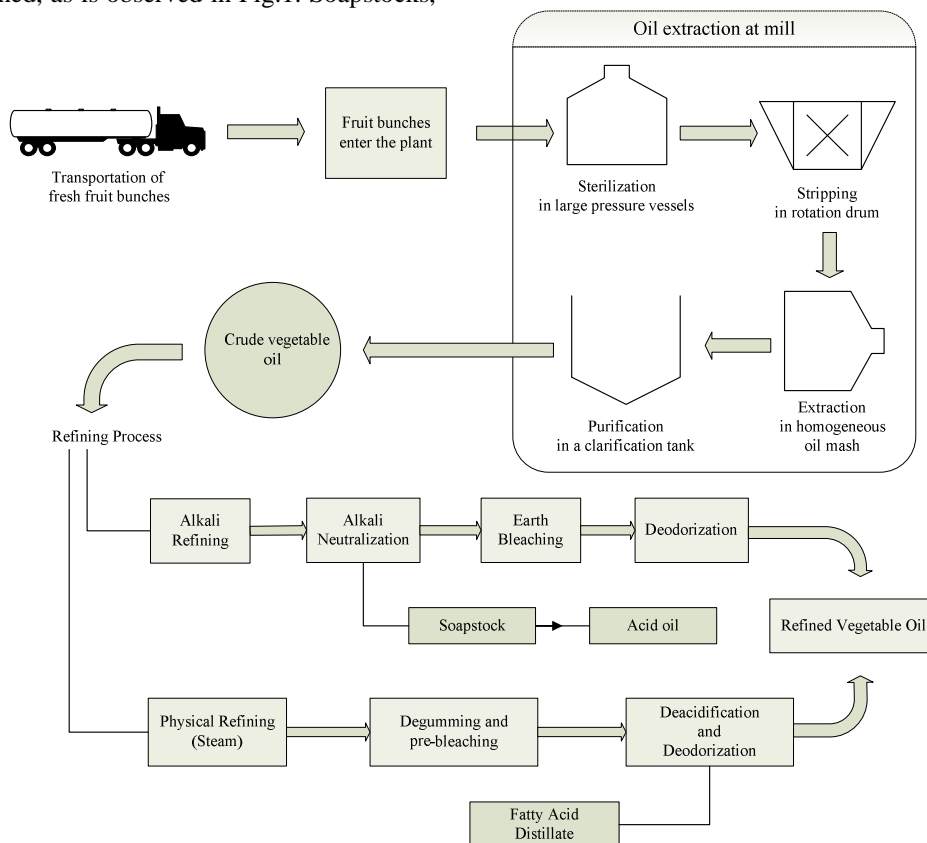 ned, as is observed in Fig.1. Soapstocks,
Oil extraction at mill
Fruit bunches
enter the plant
Transportation of
fresh fruit bunches
Sterilization
in large pressure vessels
Stripping
in rotation drum
Crude vegetable
oil
Purification
in a clarification tank
Extraction
in homogeneous
oil mash
Refining Process
Alkali
Refining
Alkali
Neutralization
Earth
Bleaching
Deodorization
Soapstock
Acid oil
Refined Vegetable Oil
Physical Refining
(Steam)
Degumming and
pre-bleaching
Deacidification
and
Deodorization
Fatty Acid
Distillate